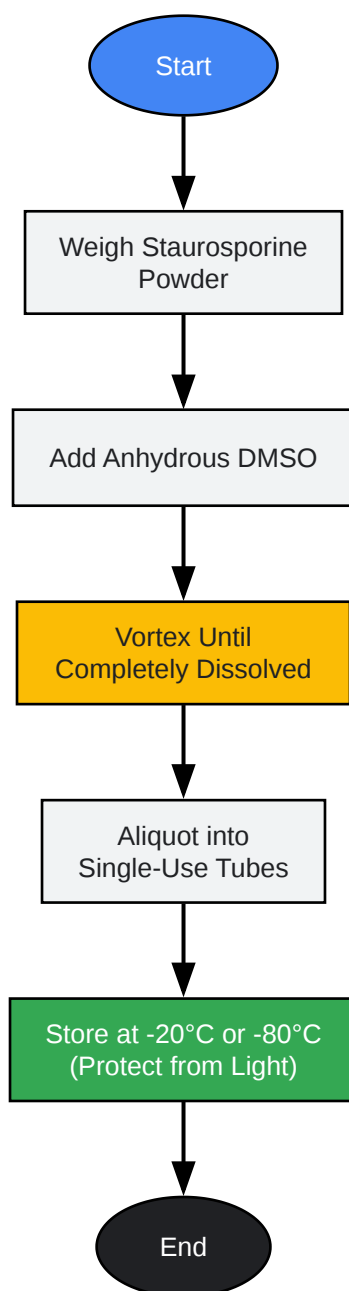 Start
Weigh Staurosporine
Powder
Add Anhydrous DMSO
Vortex Until
Completely Dissolved
Aliquot into
Single-Use Tubes
Store at -20°C or -80°C
(Protect from Light)
End